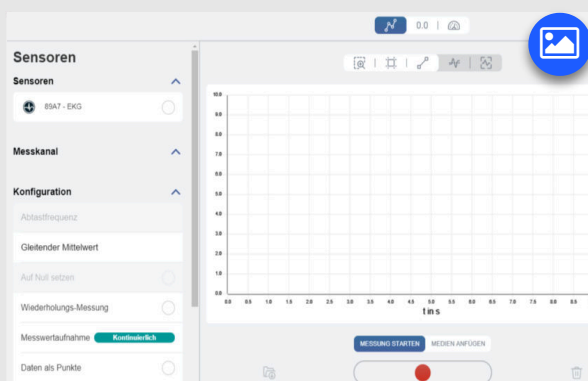 0.0
Sensoren
Sensoren
89A7 - EKG
Messkanal
Konfiguration
Abtastfrequenz
Gleitender Mittelwert
Auf Null setzen
Wiederholungs-Messung
Messwertaufnahme Kontinuierlich
Daten als Punkte
10.0
9.0
8.0
7.0
6.0
5.0
4.0
3.0
2.0
1.0
0.0
0.0 0.5 1.0 1.5 2.0 2.5 3.0 3.5 4.0 4.5 5.0 5.5 6.0 6.5 7.0 7.5 8.0 8.5
t in s
MESSUNG STARTEN MEDIEN ANFÜGEN